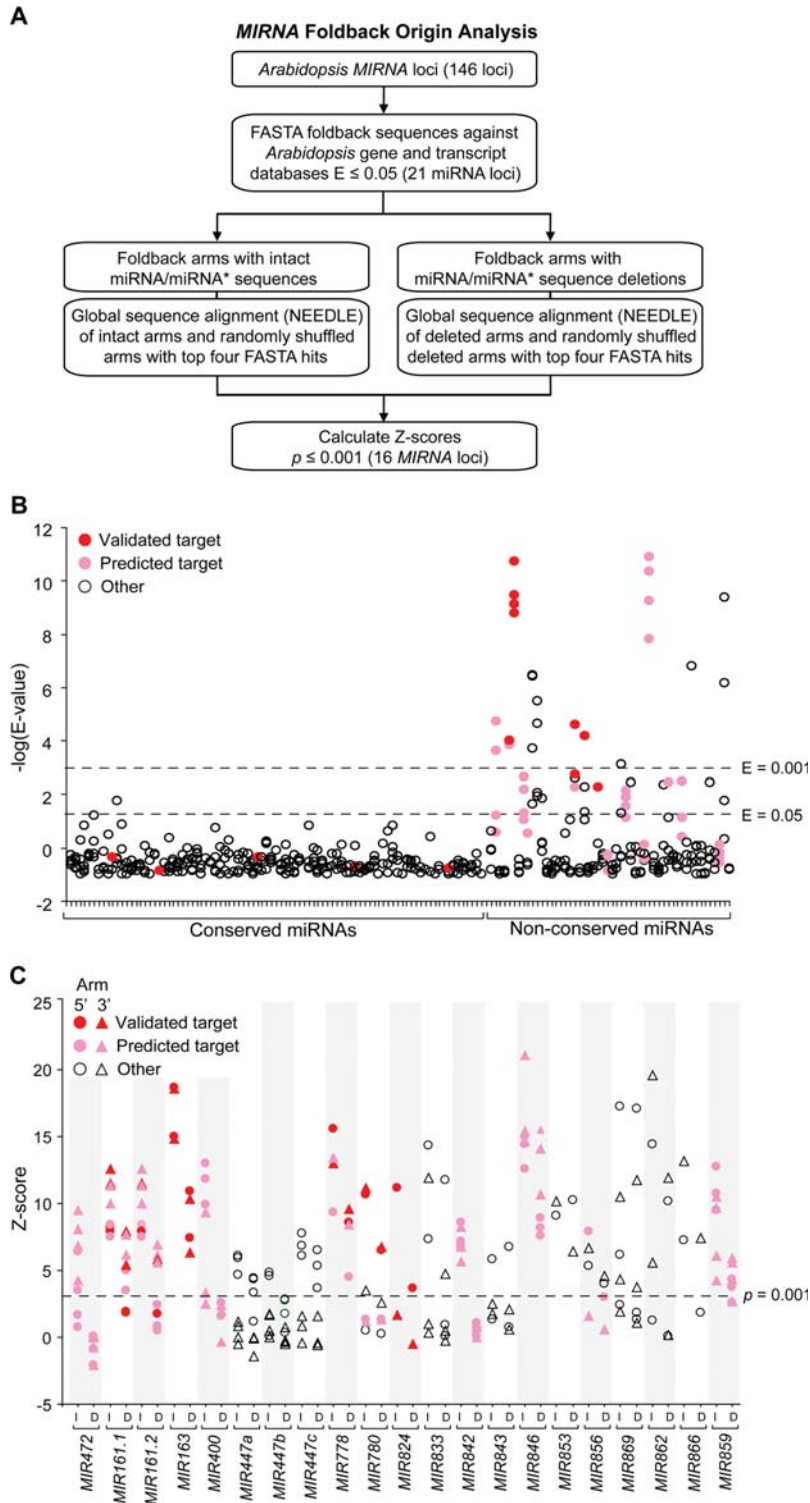 A
MIRNA Foldback Origin Analysis
Arabidopsis MIRNA loci (146 loci)
FASTA foldback sequences against
Arabidopsis gene and transcript
databases E ≤ 0.05 (21 miRNA loci)
Foldback arms with intact
miRNA/miRNA* sequences
Foldback arms with
miRNA/miRNA* sequence deletions
Global sequence alignment (NEEDLE)
of intact arms and randomly shuffled
arms with top four FASTA hits
Global sequence alignment (NEEDLE)
of deleted arms and randomly shuffled
deleted arms with top four FASTA hits
Calculate Z-scores
p ≤ 0.001 (16 MIRNA loci)
B
12
10
8
6
4
2
0
-2
-log(E-value)
Validated target
Predicted target
Other
E = 0.001
E = 0.05
Conserved miRNAs
Non-conserved miRNAs
C
25
20
15
10
5
0
-5
Z-score
Arm
5' 3'
Validated target
Predicted target
Other
p = 0.001
I D I D I D I D I D I D I D I D I D I D I D I D I D I D I D I D I D I D I D I D I D
MIR472
MIR161.1
MIR161.2
MIR163
MIR400
MIR447a
MIR447b
MIR447c
MIR778
MIR780
MIR824
MIR833
MIR842
MIR843
MIR846
MIR853
MIR856
MIR869
MIR862
MIR866
MIR859